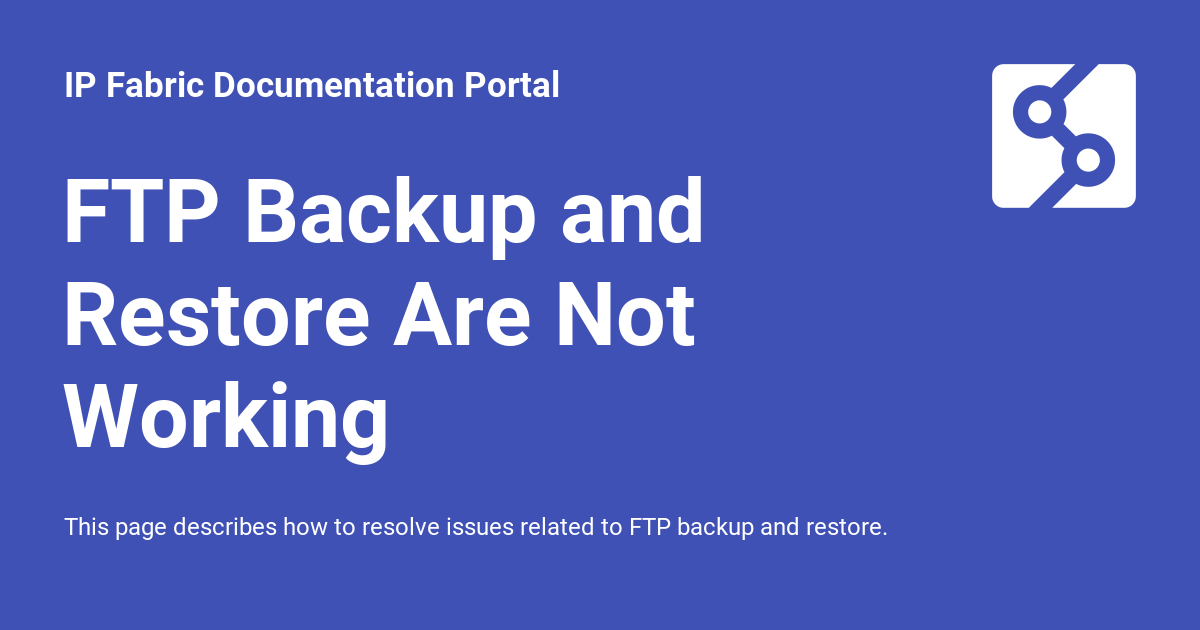 IP Fabric Documentation Portal
FTP Backup and
Restore Are Not
Working
This page describes how to resolve issues related to FTP backup and restore.